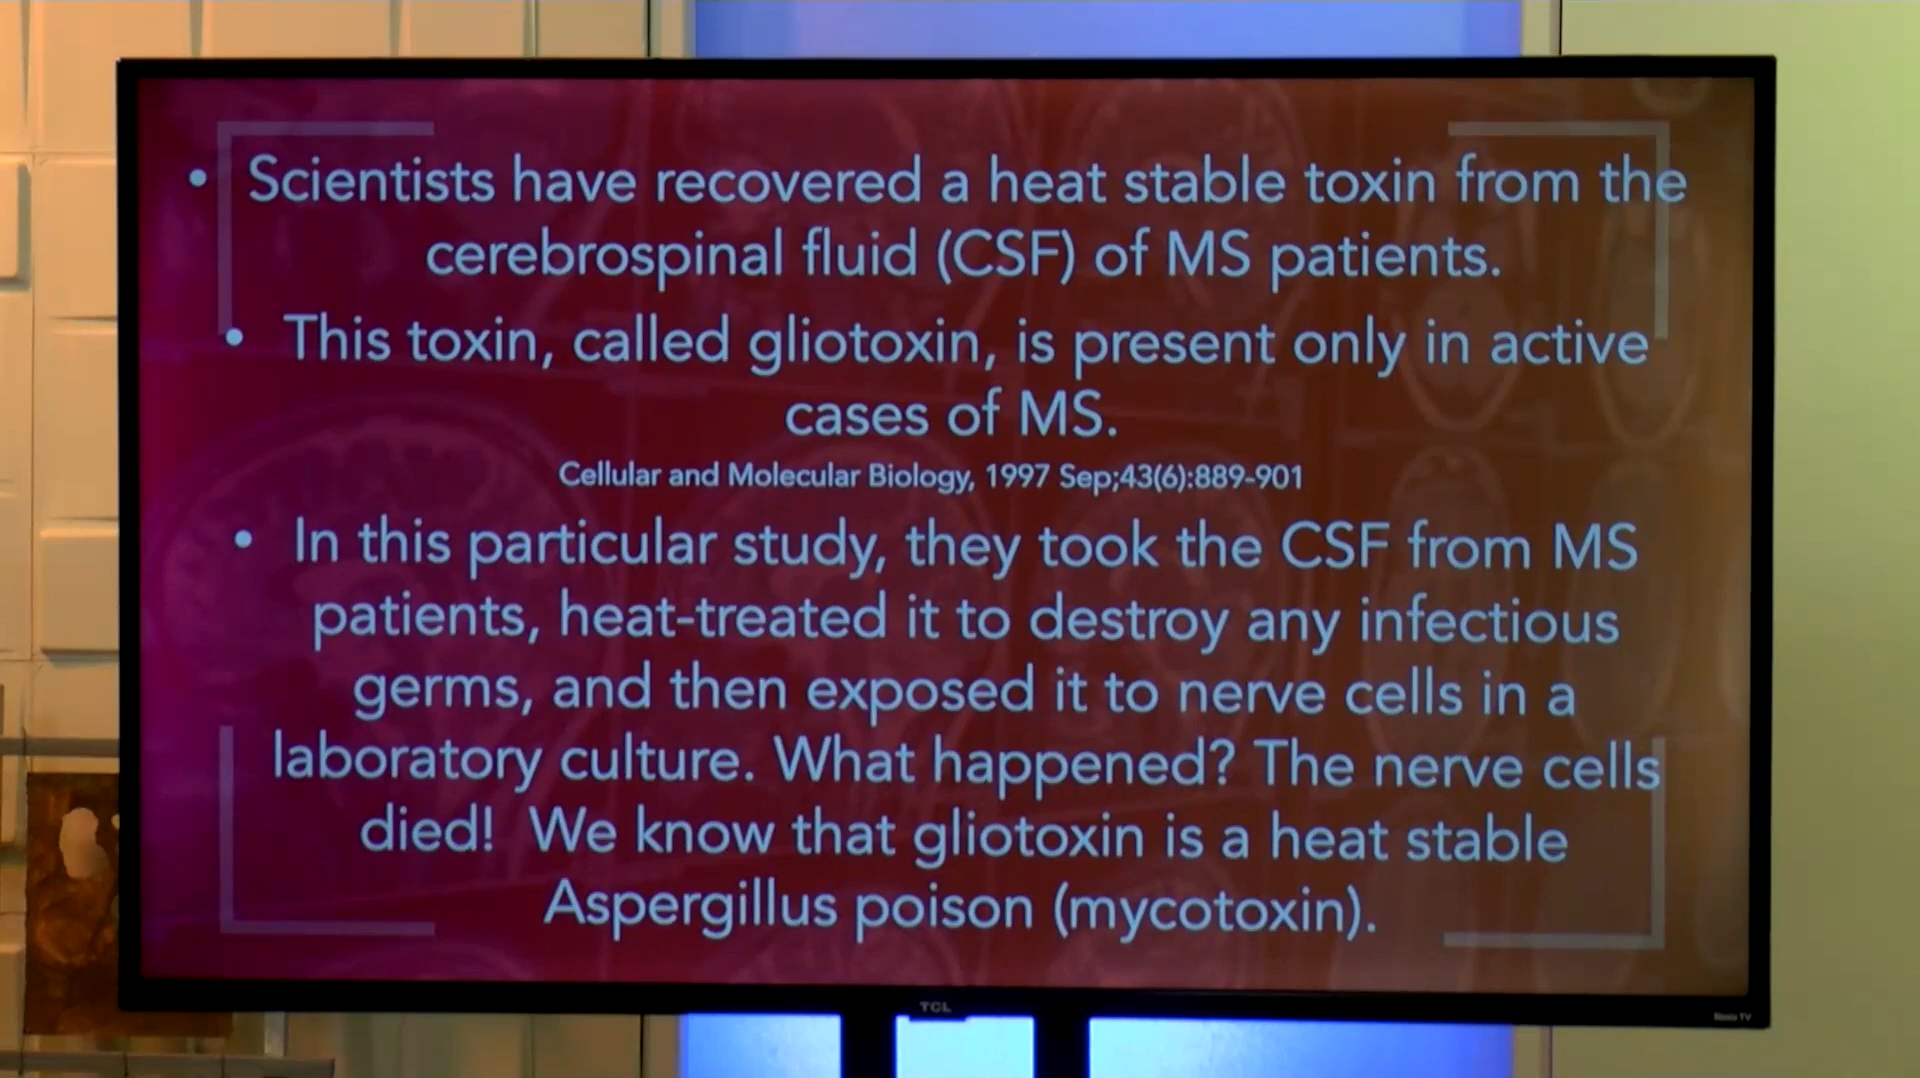 • Scientists have recovered a heat stable toxin from the
cerebrospinal fluid (CSF) of MS patients.
• This toxin, called gliotoxin, is present only in active
cases of MS.
Cellular and Molecular Biology, 1997 Sep;43(6):889-901
• In this particular study, they took the CSF from MS
patients, heat-treated it to destroy any infectious
germs, and then exposed it to nerve cells in a
laboratory culture. What happened? The nerve cells
died! We know that gliotoxin is a heat stable
Aspergillus poison (mycotoxin).
TCL
Roku TV